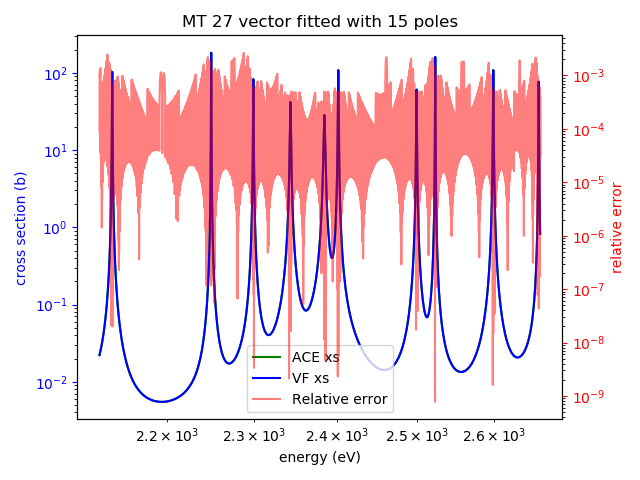 MT 27 vector fitted with 15 poles
cross section (b)
10²
10¹
10⁰
10⁻¹
10⁻²
relative error
10⁻³
10⁻⁴
10⁻⁵
10⁻⁶
10⁻⁷
10⁻⁸
10⁻⁹
ACE xs
VF xs
Relative error
2.2 × 10³ 2.3 × 10³ 2.4 × 10³ 2.5 × 10³ 2.6 × 10³
energy (eV)